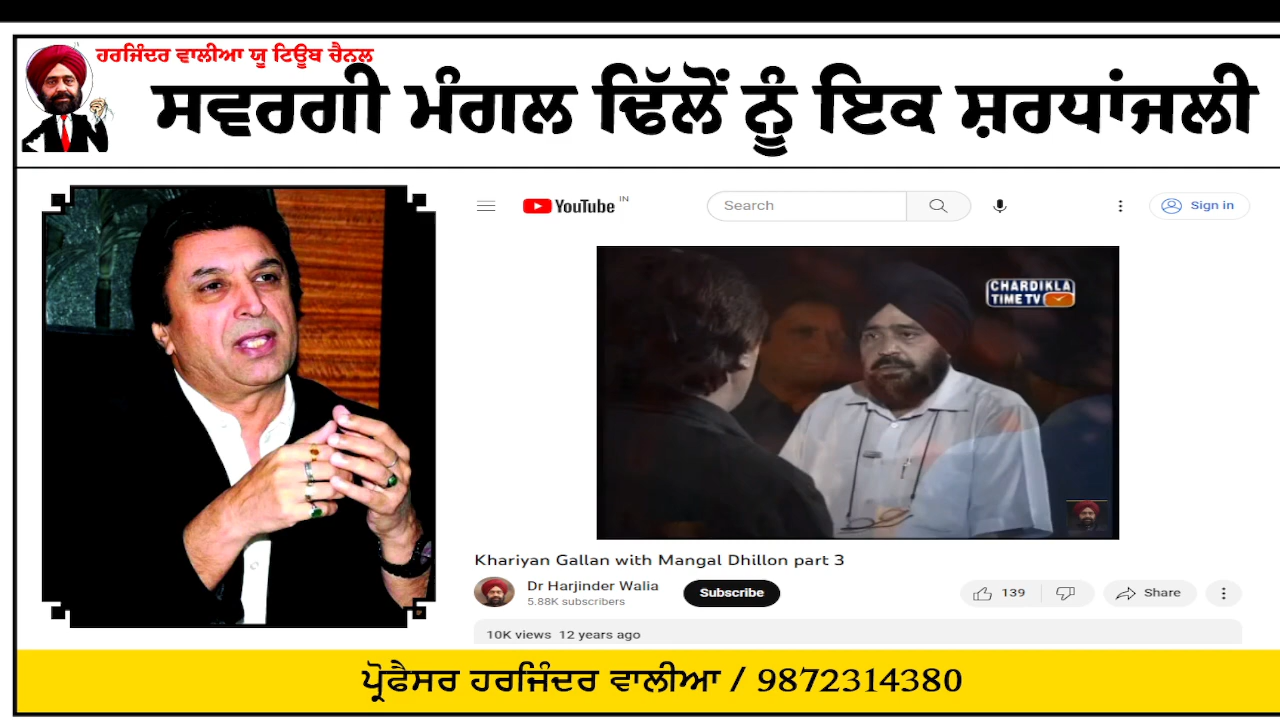 ਹਰਜਿੰਦਰ ਵਾਲੀਆ ਯੂ ਟਿਊਬ ਚੈਨਲ
ਸਵਰਗੀ ਮੰਗਲ ਢਿੱਲੋਂ ਨੂੰ ਇਕ ਸ਼ਰਧਾਂਜਲੀ
YouTube IN
Search
Sign in
CHARDIKLA
TIME TV
Khariyan Gallan with Mangal Dhillon part 3
Dr Harjinder Walia
5.88K subscribers
Subscribe
139
Share
10K views 12 years ago
ਪ੍ਰੋਫੈਸਰ ਹਰਜਿੰਦਰ ਵਾਲੀਆ / 9872314380